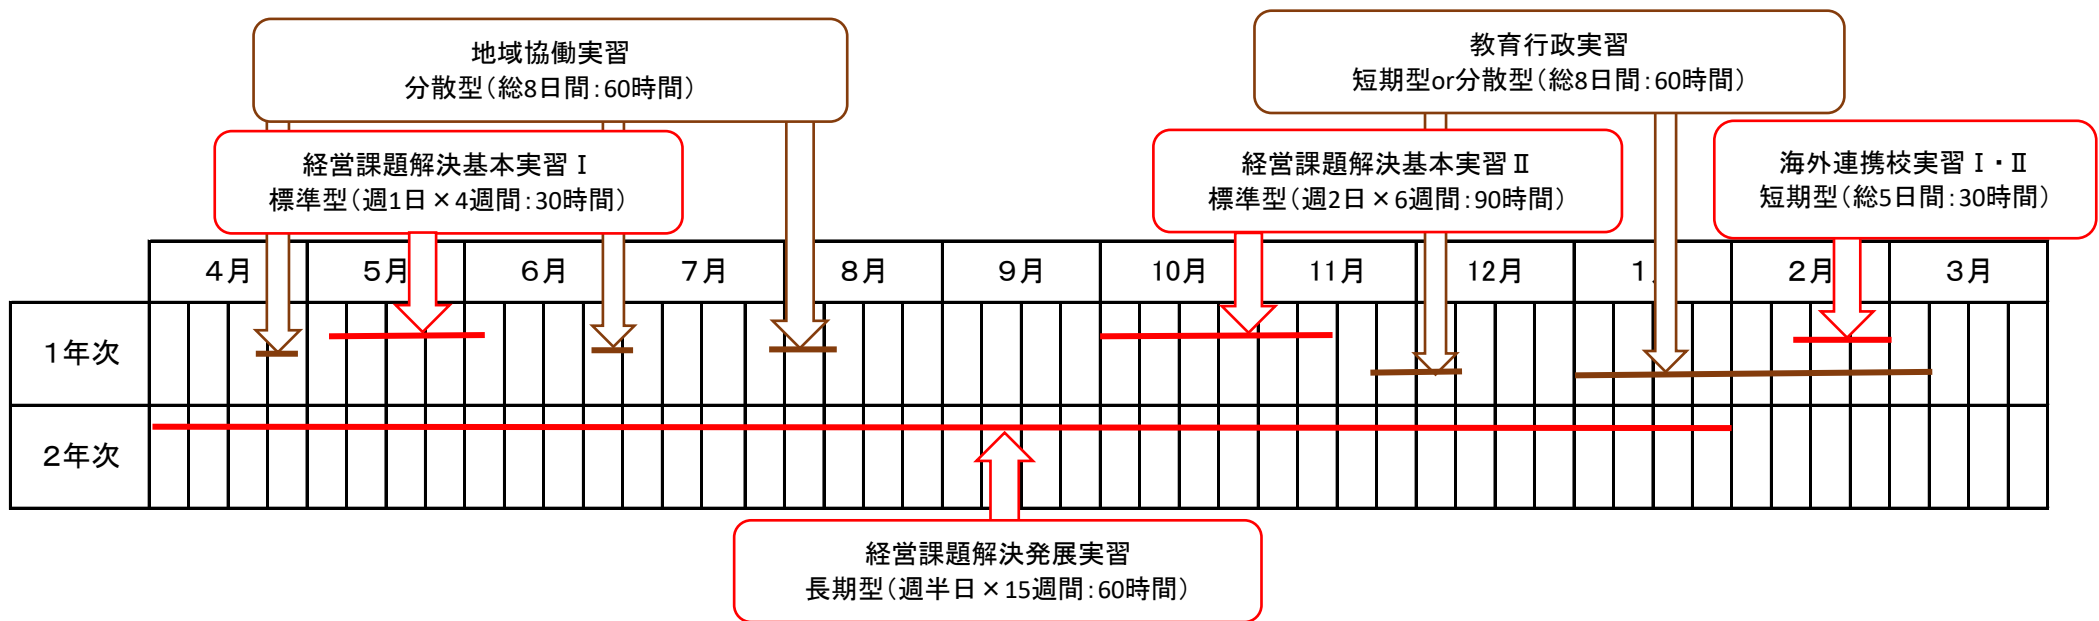 地域協働実習
分散型(総8日間:60時間)
教育行政実習
短期型or分散型(総8日間:60時間)
経営課題解決基本実習Ⅰ
標準型(週1日×4週間:30時間)
経営課題解決基本実習Ⅱ
標準型(週2日×6週間:90時間)
海外連携校実習Ⅰ・Ⅱ
短期型(総5日間:30時間)
4月 5月 6月 7月 8月 9月 10月 11月 12月 1 2月 3月
1年次
2年次
経営課題解決発展実習
長期型(週半日×15週間:60時間)